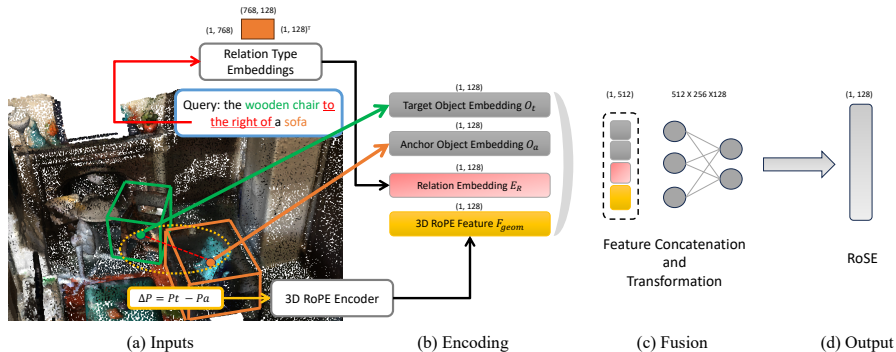 (768, 128)
(1, 768)
(1, 128)ᵀ
Relation Type
Embeddings
Query: the wooden chair to
the right of a sofa
ΔP = Pt − Pa
3D RoPE Encoder
(a) Inputs
(1, 128)
Target Object Embedding Oₜ
(1, 128)
Anchor Object Embedding Oₐ
(1, 128)
Relation Embedding E_R
(1, 128)
3D RoPE Feature F_geom
(b) Encoding
(1, 512)
512 X 256 X128
Feature Concatenation
and
Transformation
(c) Fusion
(1, 128)
RoSE
(d) Output